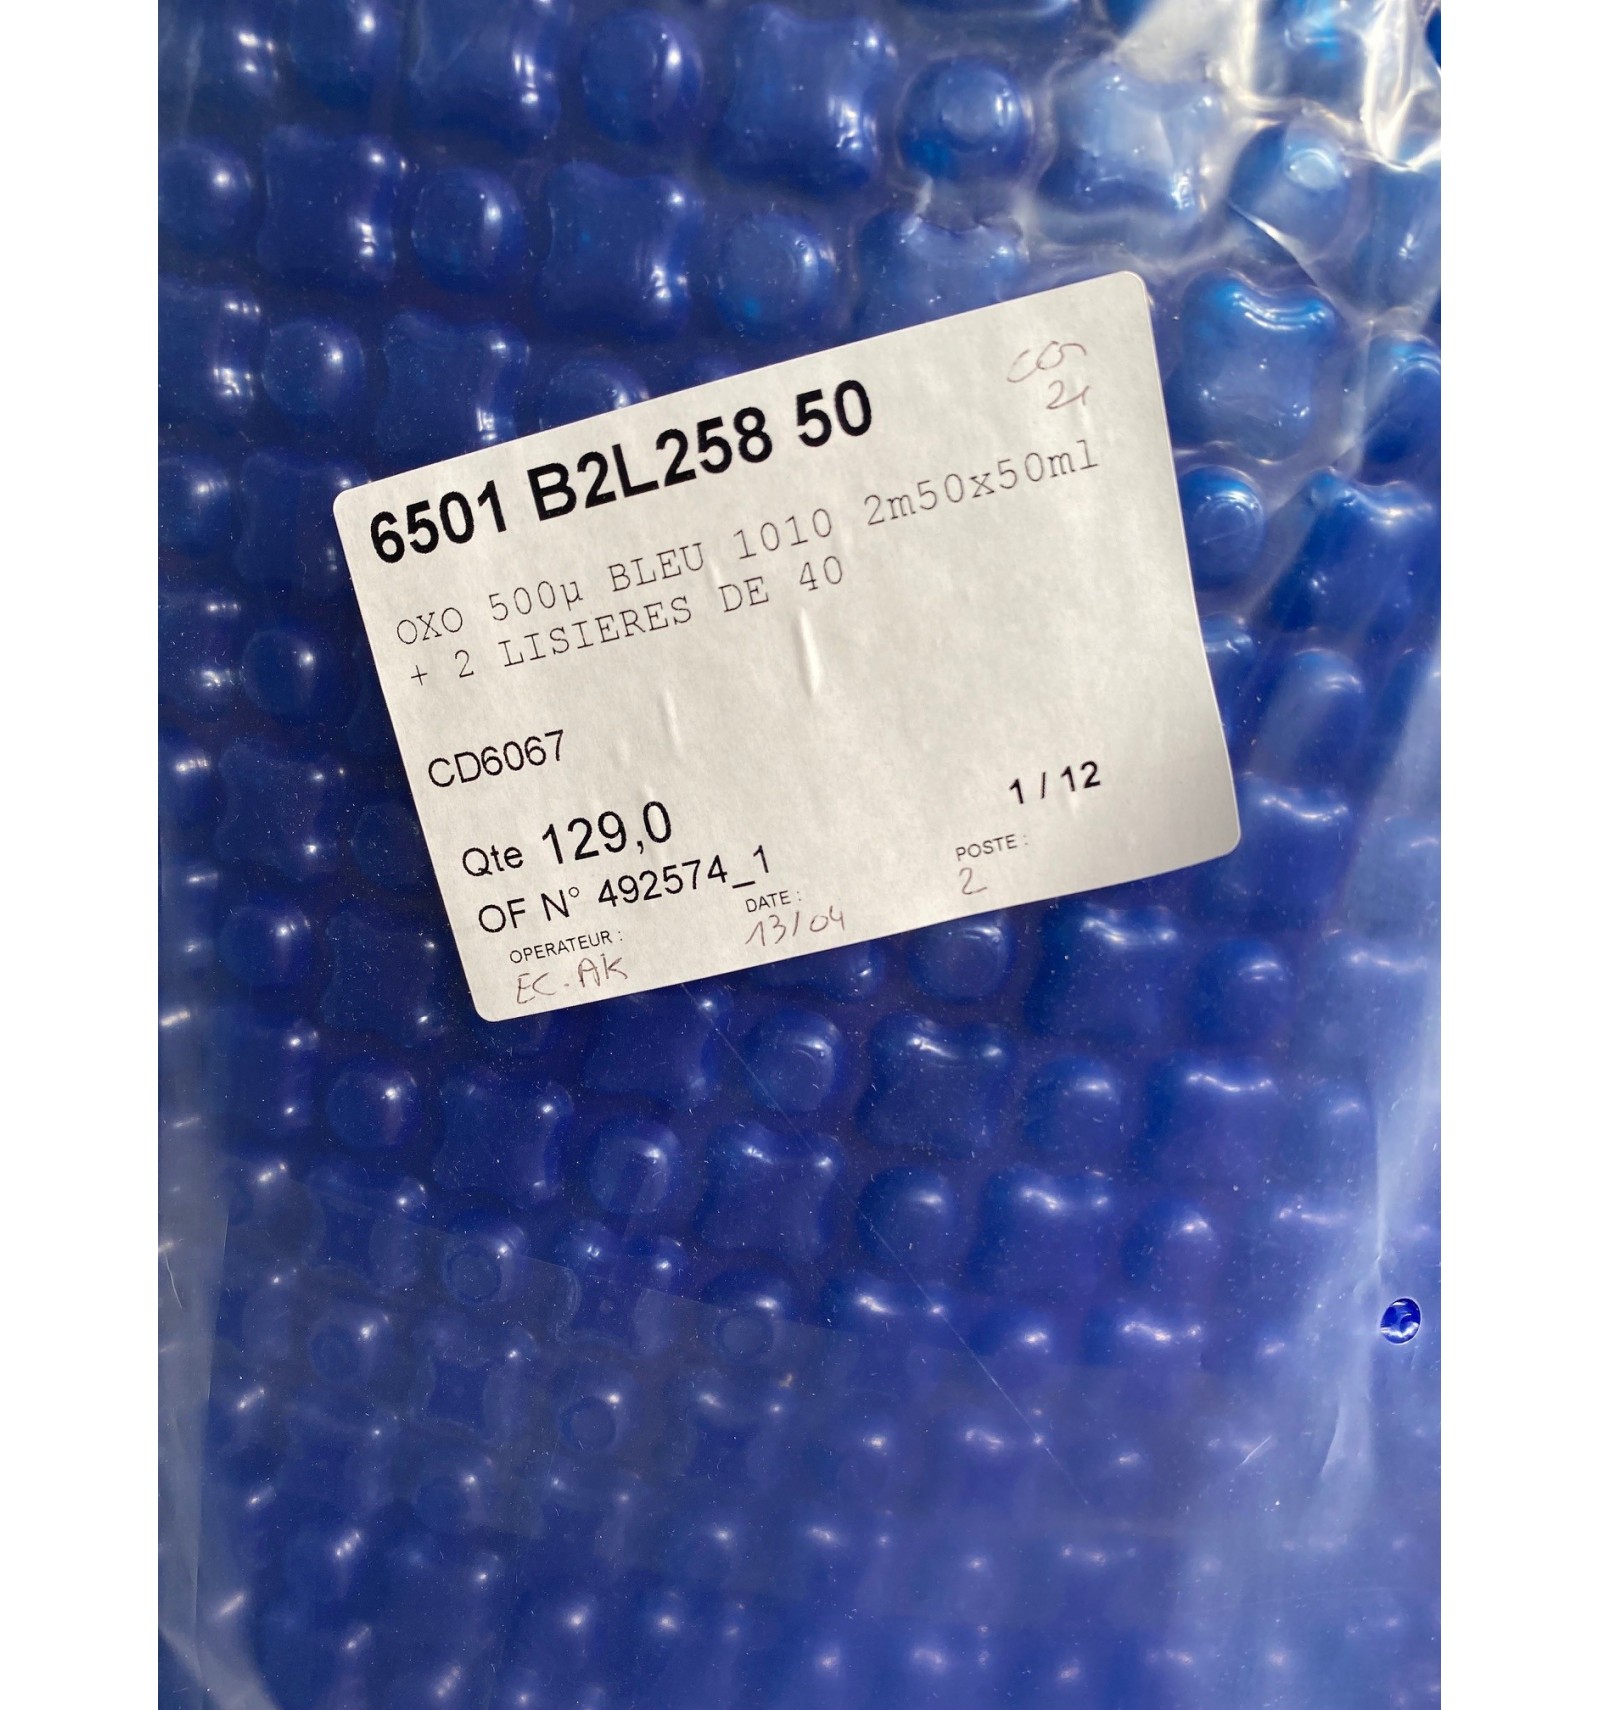 6501 B2L258 50
OXO 500µ BLEU 1010 2m50x50ml
+ 2 LISIERES DE 40
CD6067
1 / 12
Qte 129,0
OF N° 492574_1
OPERATEUR :
DATE :
POSTE :
EC.AK
13/04
2